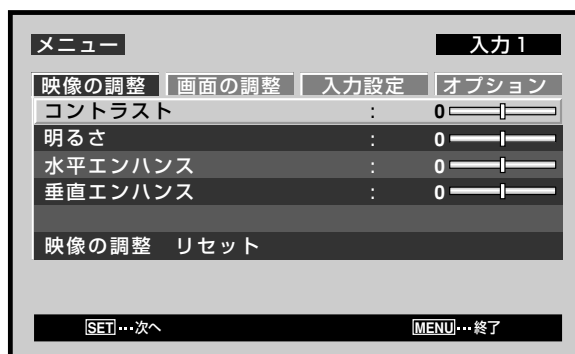 メニュー 入力1
映像の調整 画面の調整 入力設定 オプション
コントラスト : 0
明るさ : 0
水平エンハンス : 0
垂直エンハンス : 0
映像の調整 リセット
SET…次へ MENU…終了